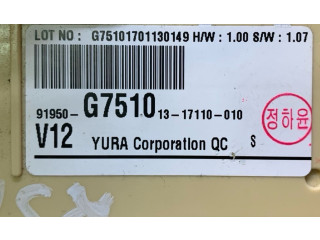 LOT NO : G75101701130149 H/W : 1.00 S/W : 1.07
91950-G7510 13-17110-010
정하윤
V12 YURA Corporation QC S